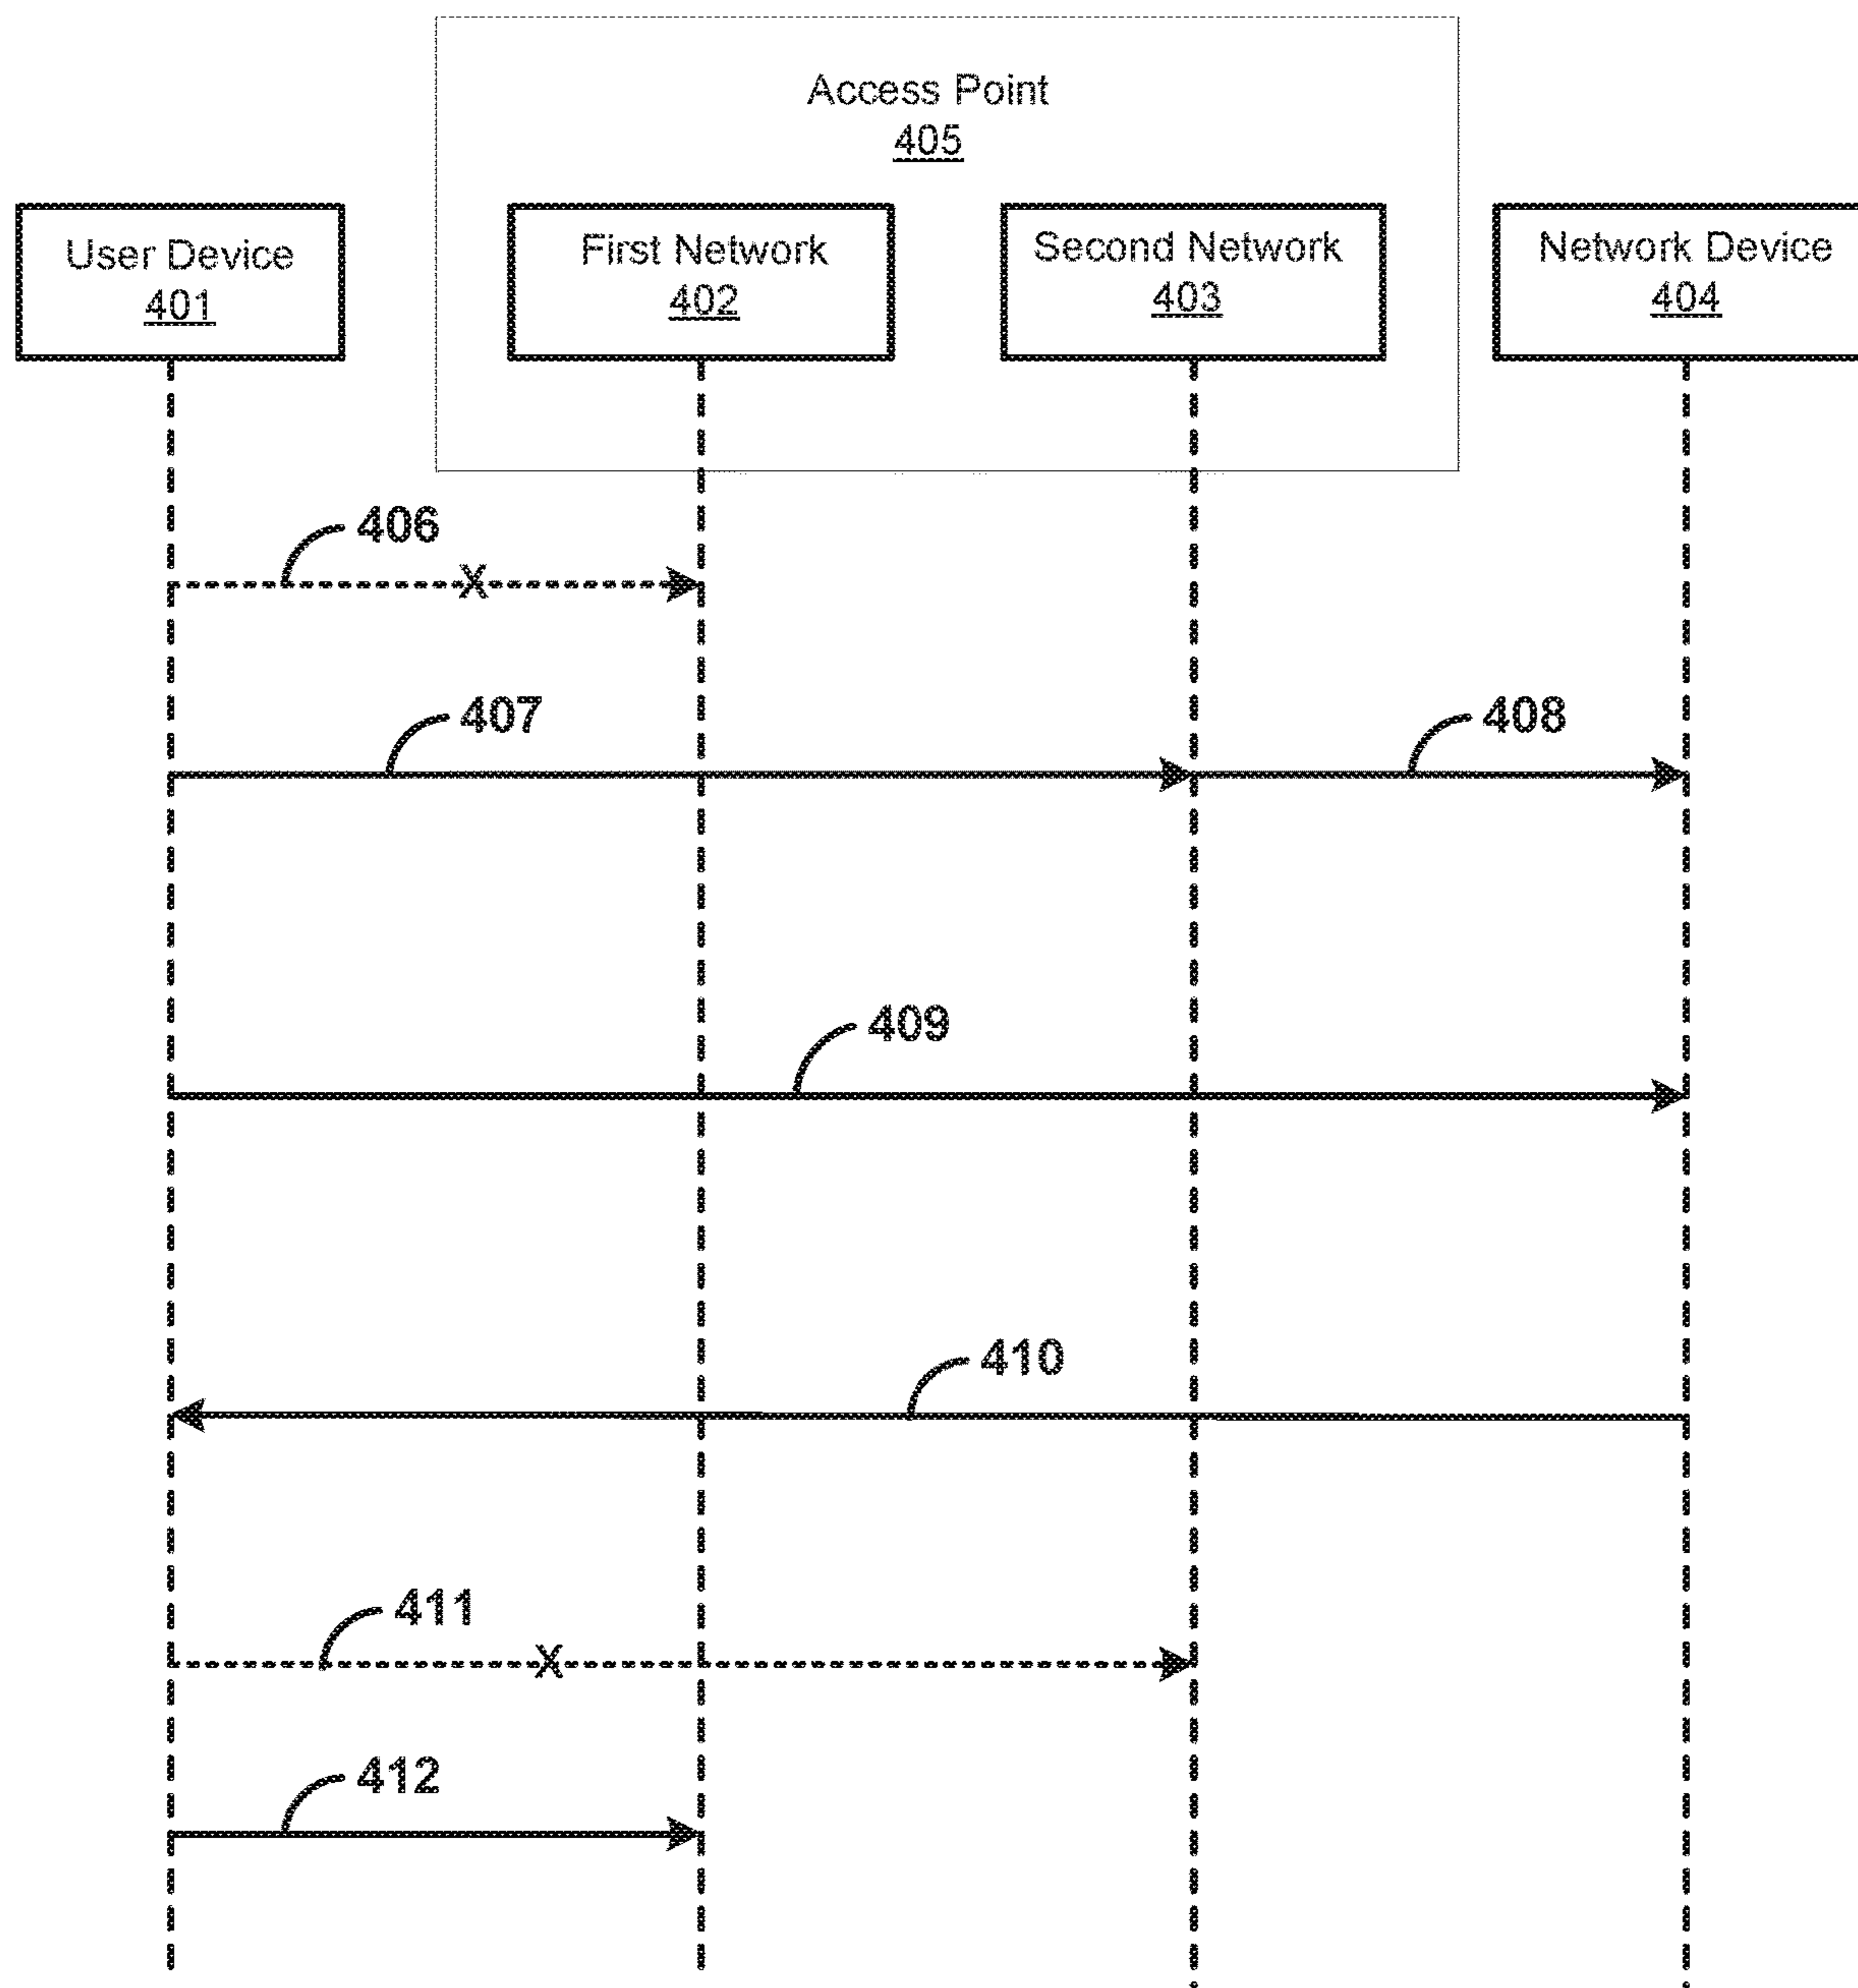 Access Point
405
User Device
401
First Network
402
Second Network
403
Network Device
404
406
X
407
408
409
410
411
X
412